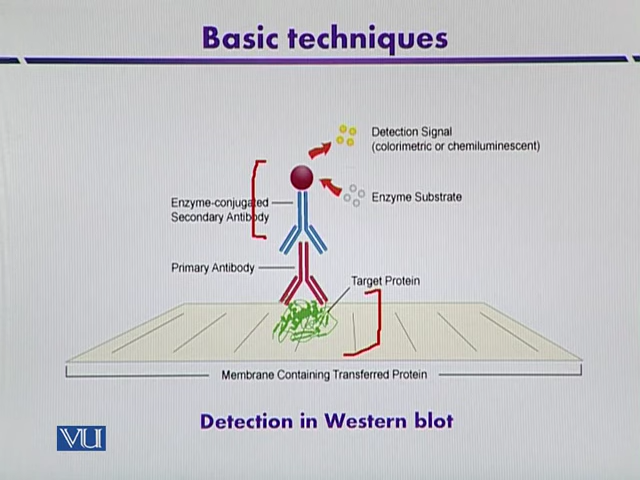 Basic techniques
Detection Signal
(colorimetric or chemiluminescent)
Enzyme Substrate
Enzyme-conjugated
Secondary Antibody
Primary Antibody
Target Protein
Membrane Containing Transferred Protein
Detection in Western blot
VU